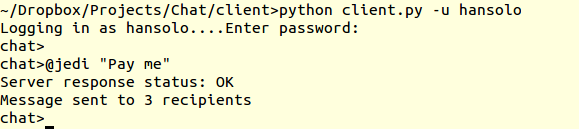 ~/Dropbox/Projects/Chat/client>python client.py -u hansolo
Logging in as hansolo....Enter password:
chat>
chat>@jedi "Pay me"
Server response status: OK
Message sent to 3 recipients
chat>